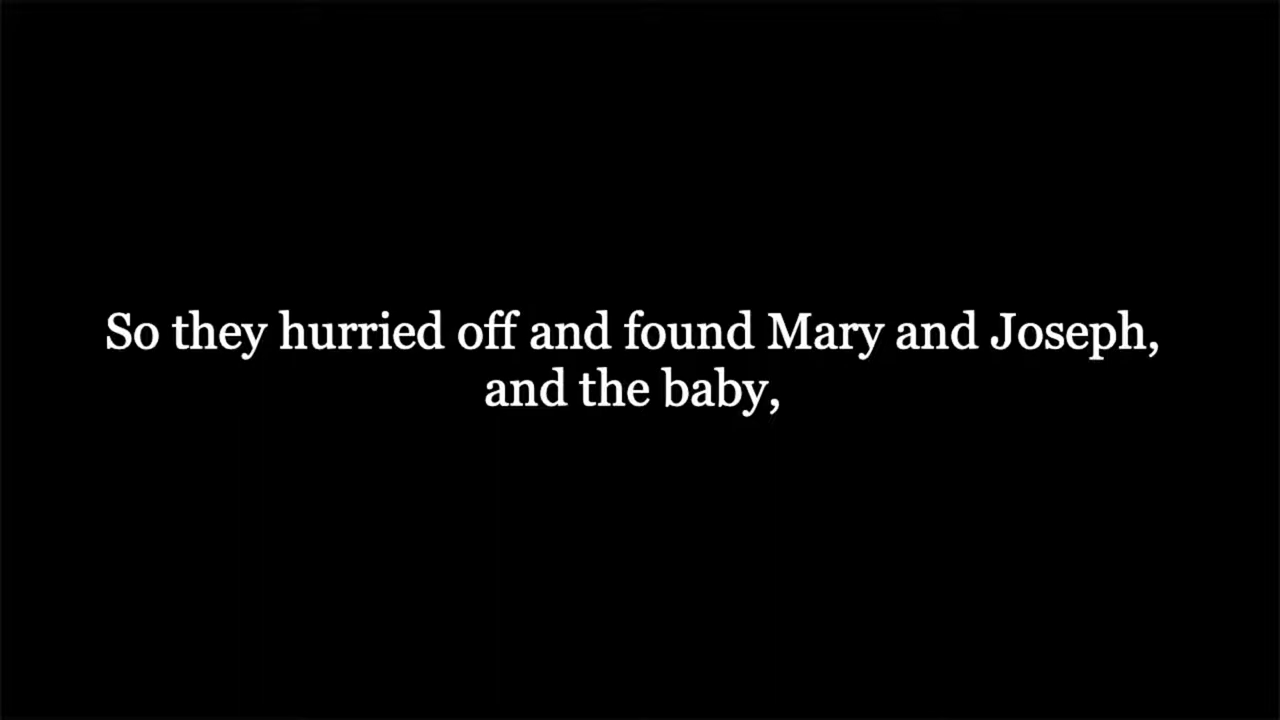 So they hurried off and found Mary and Joseph,
and the baby,